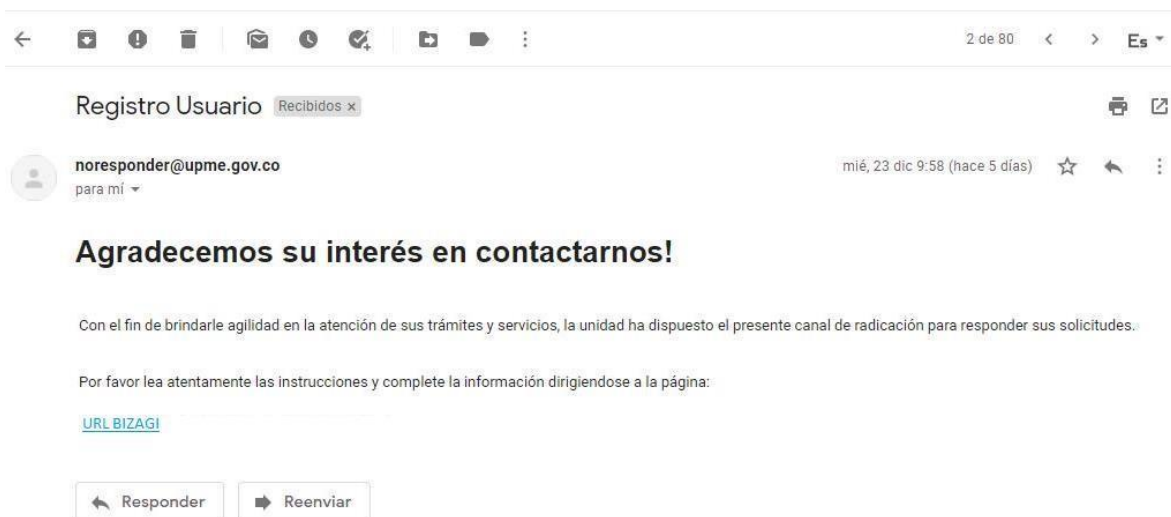 2 de 80
Es
Registro Usuario Recibidos x
noresponder@upme.gov.co
mié, 23 dic 9:58 (hace 5 días)
para mí
Agradecemos su interés en contactarnos!
Con el fin de brindarle agilidad en la atención de sus trámites y servicios, la unidad ha dispuesto el presente canal de radicación para responder sus solicitudes.
Por favor lea atentamente las instrucciones y complete la información dirigiendose a la página:
URL BIZAGI
Responder
Reenviar